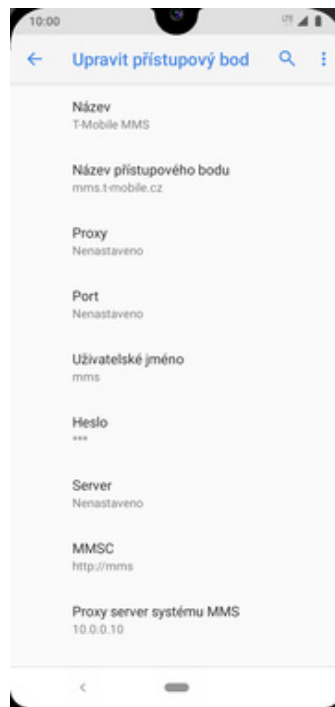 10:00
LTE
Upravit přístupový bod
Název
T-Mobile MMS
Název přístupového bodu
mms.t-mobile.cz
Proxy
Nenastaveno
Port
Nenastaveno
Uživatelské jméno
mms
Heslo
***
Server
Nenastaveno
MMSC
http://mms
Proxy server systému MMS
10.0.0.10